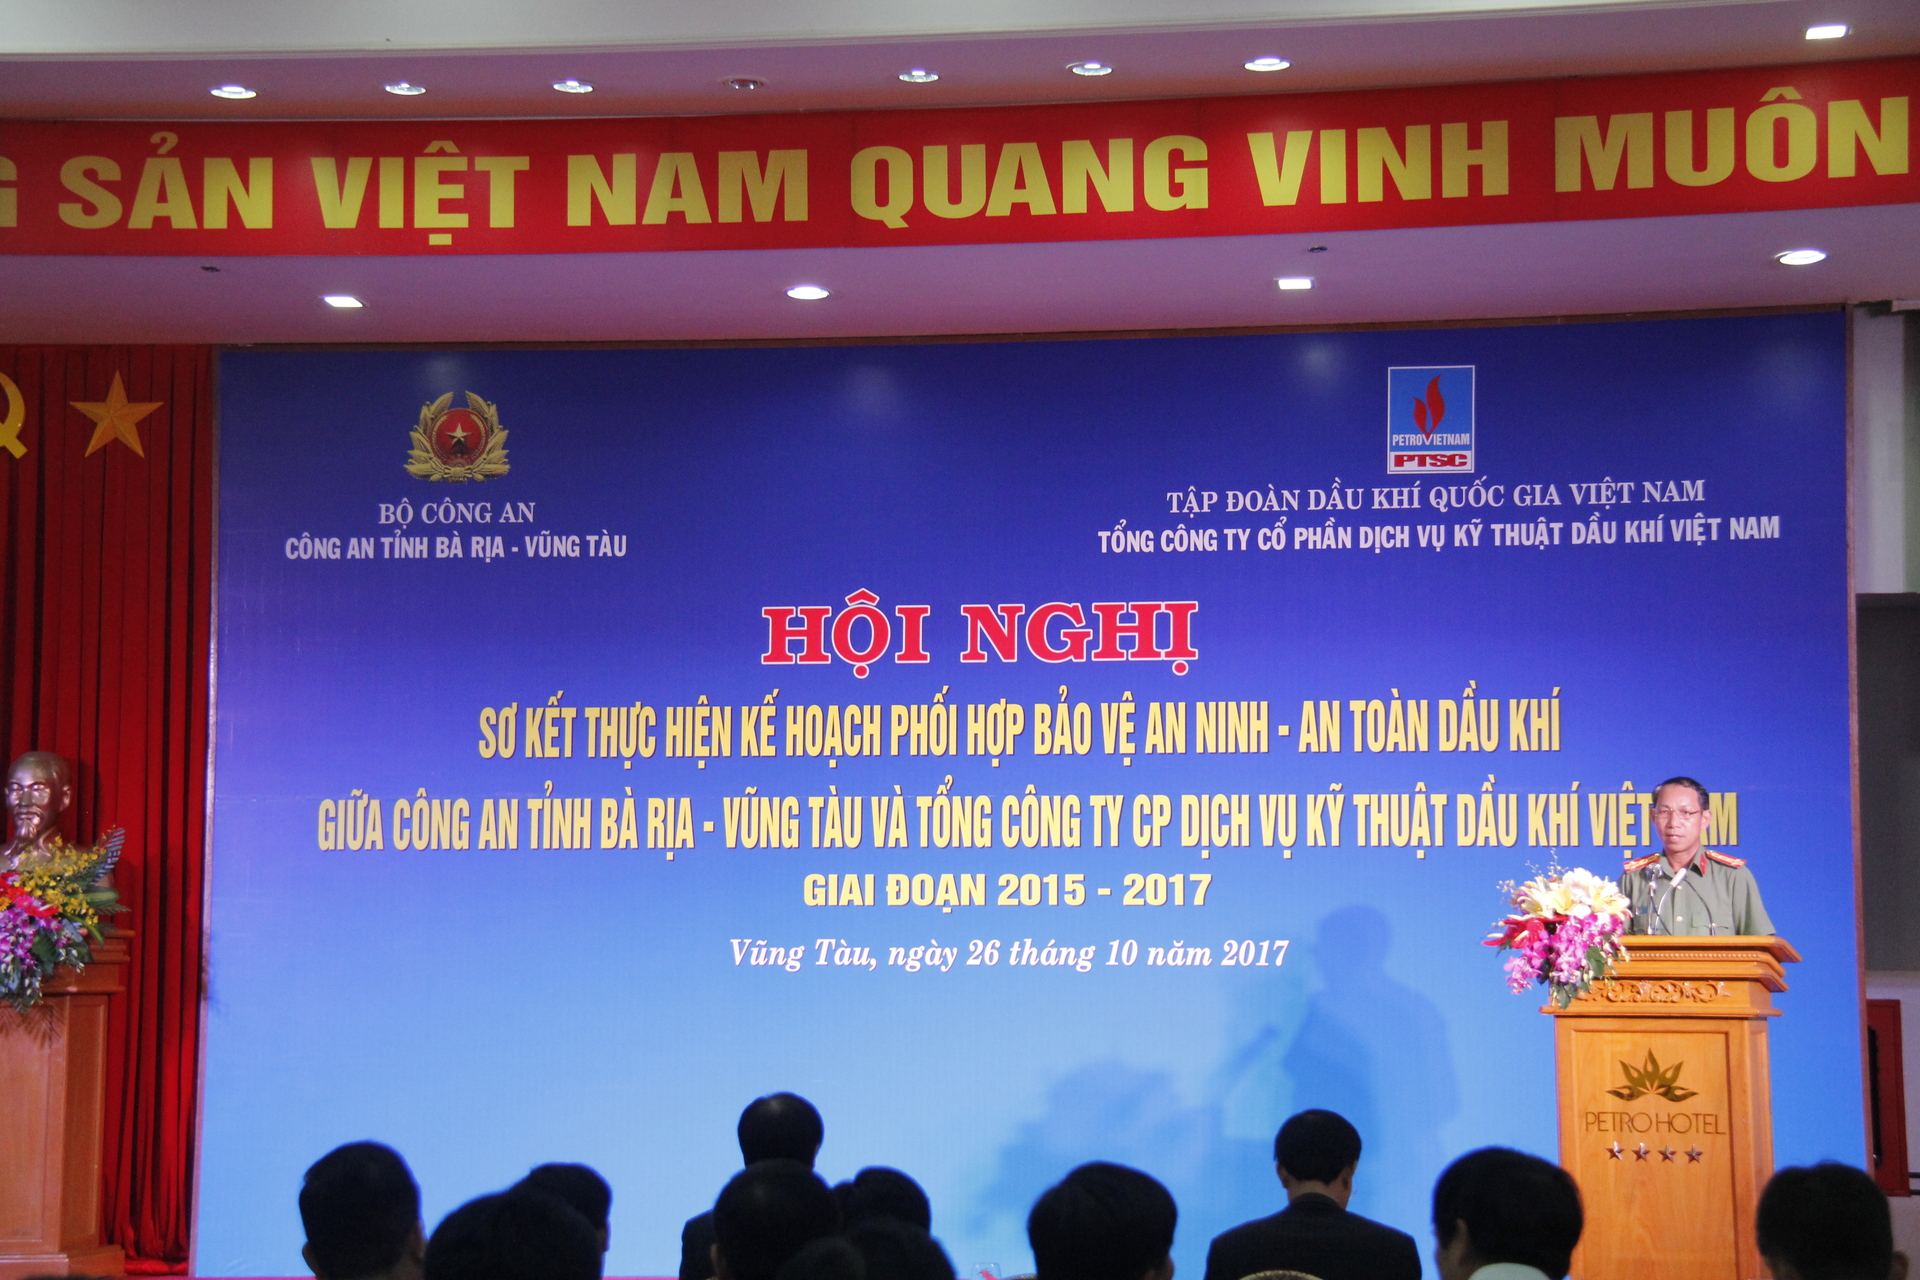 SẢN VIỆT NAM QUANG VINH MUÔN
BỘ CÔNG AN
CÔNG AN TỈNH BÀ RỊA - VŨNG TÀU
PETROVIETNAM
PTSC
TẬP ĐOÀN DẦU KHÍ QUỐC GIA VIỆT NAM
TỔNG CÔNG TY CỔ PHẦN DỊCH VỤ KỸ THUẬT DẦU KHÍ VIỆT NAM
HỘI NGHỊ
SƠ KẾT THỰC HIỆN KẾ HOẠCH PHỐI HỢP BẢO VỆ AN NINH - AN TOÀN DẦU KHÍ
GIỮA CÔNG AN TỈNH BÀ RỊA - VŨNG TÀU VÀ TỔNG CÔNG TY CP DỊCH VỤ KỸ THUẬT DẦU KHÍ VIỆT
GIAI ĐOẠN 2015 - 2017
Vũng Tàu, ngày 26 tháng 10 năm 2017
PETRO HOTEL